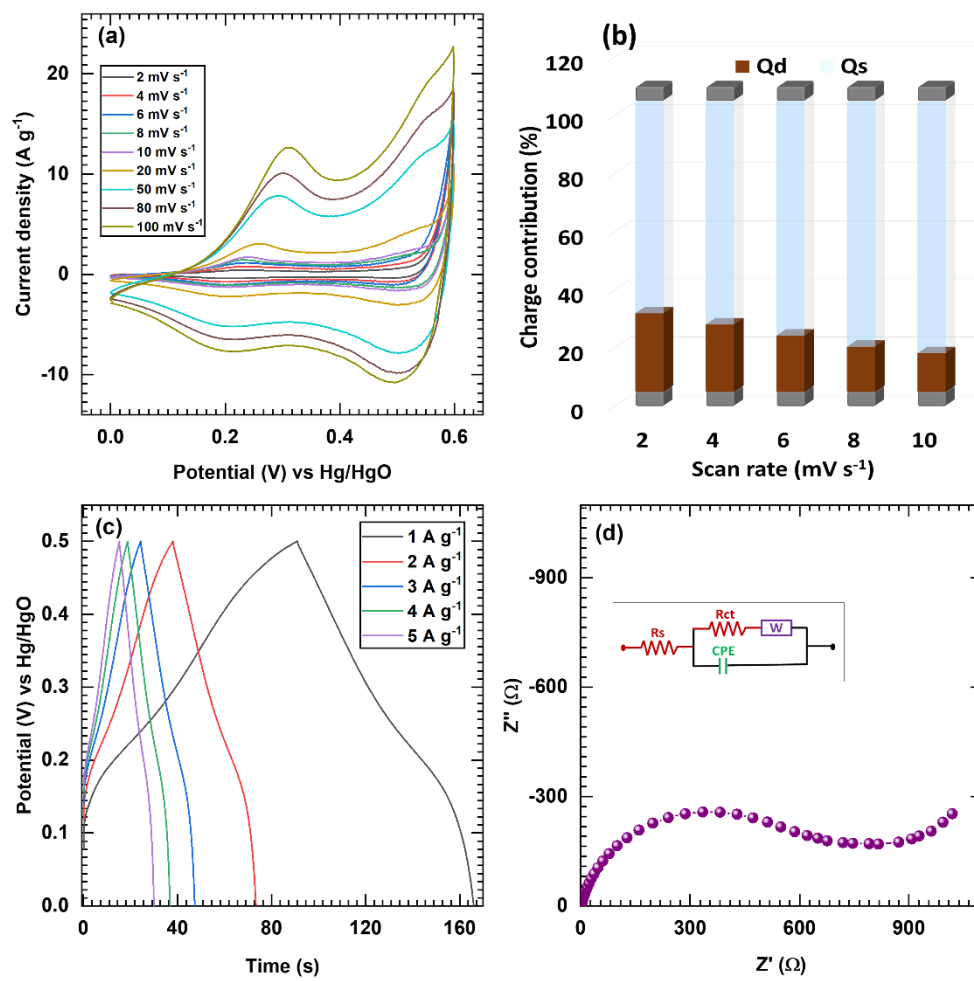 (a)
2 mV s⁻¹
4 mV s⁻¹
6 mV s⁻¹
8 mV s⁻¹
10 mV s⁻¹
20 mV s⁻¹
50 mV s⁻¹
80 mV s⁻¹
100 mV s⁻¹
20
10
0
-10
Current density (A g⁻¹)
0.0 0.2 0.4 0.6
Potential (V) vs Hg/HgO
(b)
Qd Qs
120
100
80
60
40
20
0
Charge contribution (%)
2 4 6 8 10
Scan rate (mV s⁻¹)
(c)
1 A g⁻¹
2 A g⁻¹
3 A g⁻¹
4 A g⁻¹
5 A g⁻¹
0.5
0.4
0.3
0.2
0.1
0.0
Potential (V) vs Hg/HgO
0 40 80 120 160
Time (s)
(d)
-900
-600
-300
0
Z'' (Ω)
Rct
W
Rs
CPE
0 300 600 900
Z' (Ω)